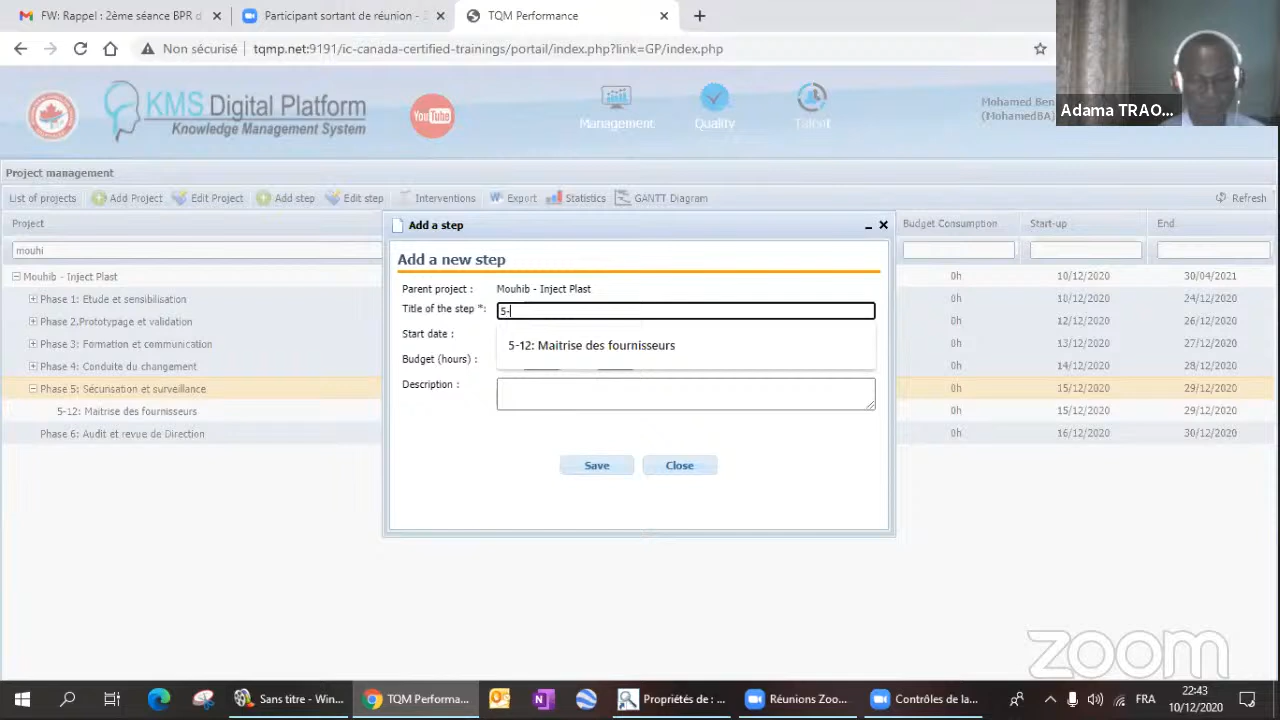 FW: Rappel : 2ème séance BPR d
Participant sortant de réunion - 2
TQM Performance
Non sécurisé
tqmp.net:9191/ic-canada-certified-trainings/portail/index.php?link=GP/index.php
KMS Digital Platform
Knowledge Management System
YouTube
Management
Quality
Talent
Mohamed Ben
(MohamedBA)
Adama TRAO...
Project management
List of projects
Add Project
Edit Project
Add step
Edit step
Interventions
Export
Statistics
GANTT Diagram
Refresh
Project
Budget Consumption
Start-up
End
mouhi
Mouhib - Inject Plast
0h
10/12/2020
30/04/2021
Phase 1: Etude et sensibilisation
0h
10/12/2020
24/12/2020
Phase 2.Prototypage et validation
0h
12/12/2020
26/12/2020
Phase 3: Formation et communication
0h
13/12/2020
27/12/2020
Phase 4: Conduite du changement
0h
14/12/2020
28/12/2020
Phase 5: Sécurisation et surveillance
0h
15/12/2020
29/12/2020
5-12: Maitrise des fournisseurs
0h
15/12/2020
29/12/2020
Phase 6: Audit et revue de Direction
0h
16/12/2020
30/12/2020
Add a step
Add a new step
Parent project :
Mouhib - Inject Plast
Title of the step *:
5-
5-12: Maitrise des fournisseurs
Start date :
Budget (hours) :
Description :
Save
Close
zoom
Sans titre - Win...
TQM Performa...
Propriétés de : ...
Réunions Zoo...
Contrôles de la...
FRA
22:43
10/12/2020